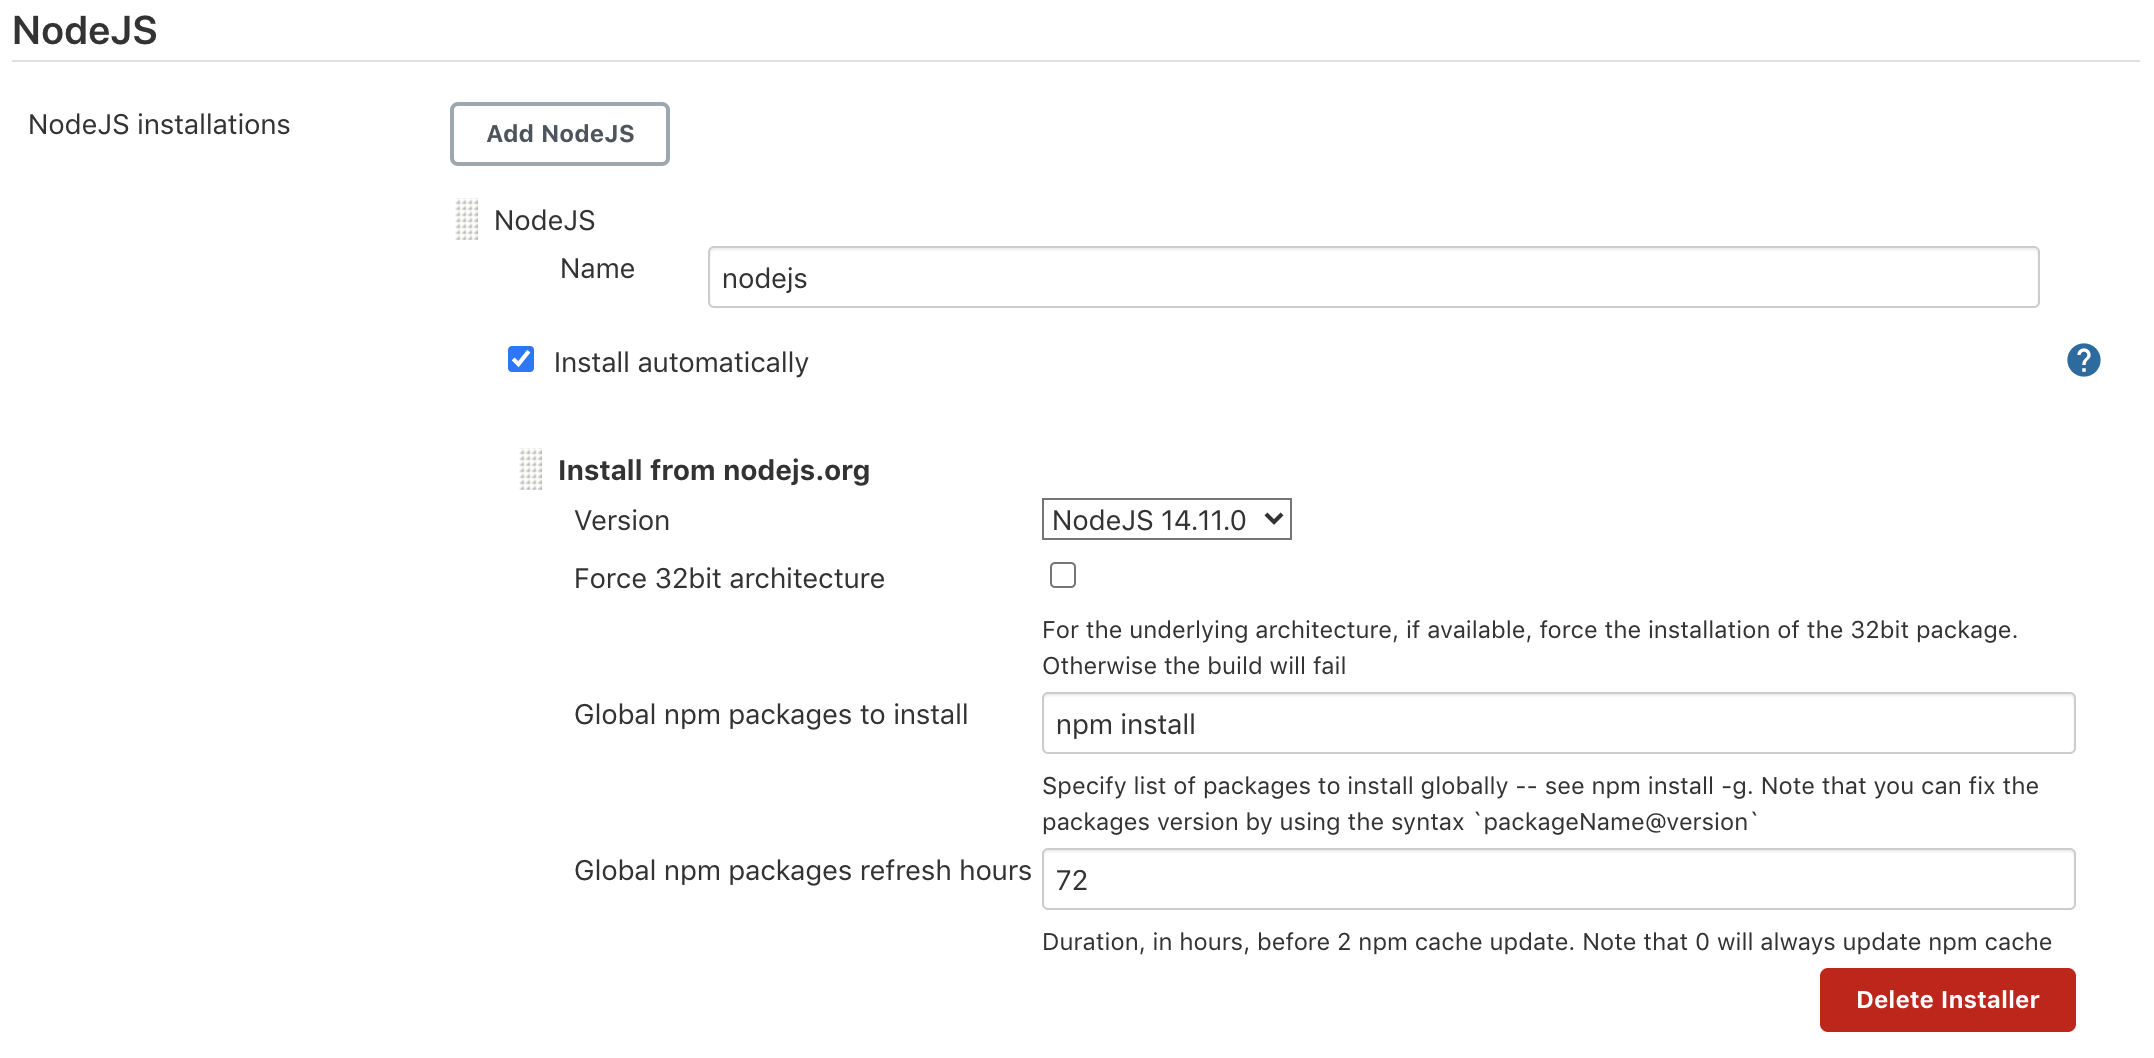 NodeJS
NodeJS installations
Add NodeJS
NodeJS
Name
nodejs
Install automatically
?
Install from nodejs.org
Version
NodeJS 14.11.0
Force 32bit architecture
For the underlying architecture, if available, force the installation of the 32bit package.
Otherwise the build will fail
Global npm packages to install
npm install
Specify list of packages to install globally -- see npm install -g. Note that you can fix the
packages version by using the syntax `packageName@version`
Global npm packages refresh hours
72
Duration, in hours, before 2 npm cache update. Note that 0 will always update npm cache
Delete Installer